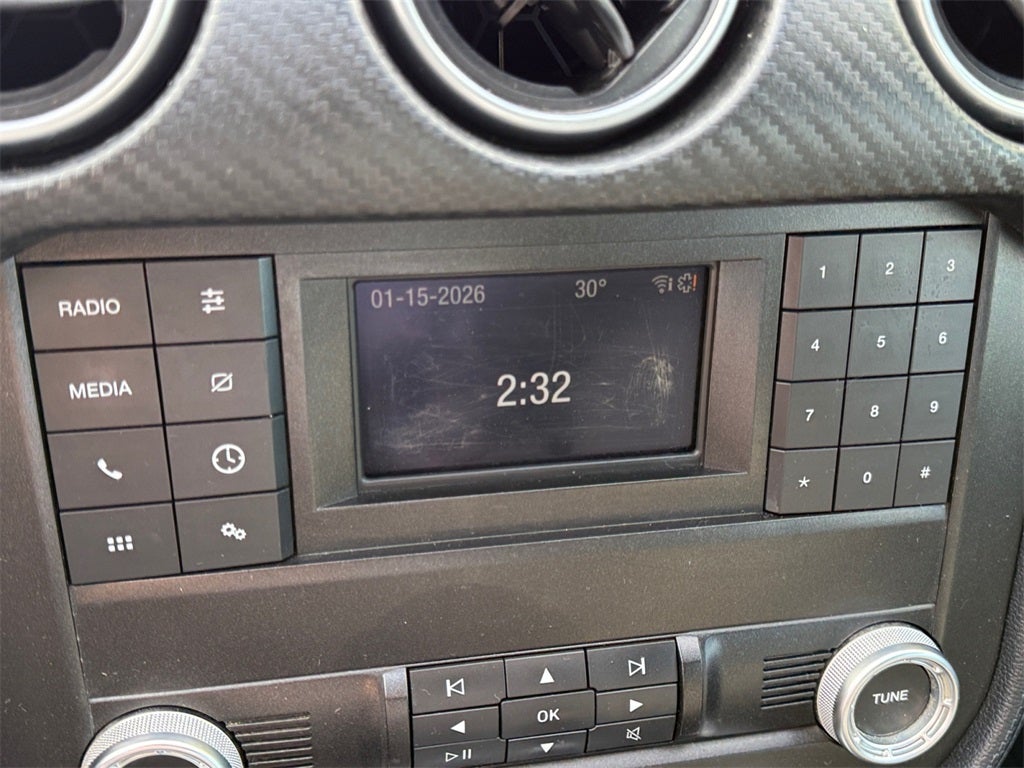 01-15-2026 30°
2:32
RADIO
MEDIA
1 2 3
4 5 6
7 8 9
* 0 #
OK
TUNE